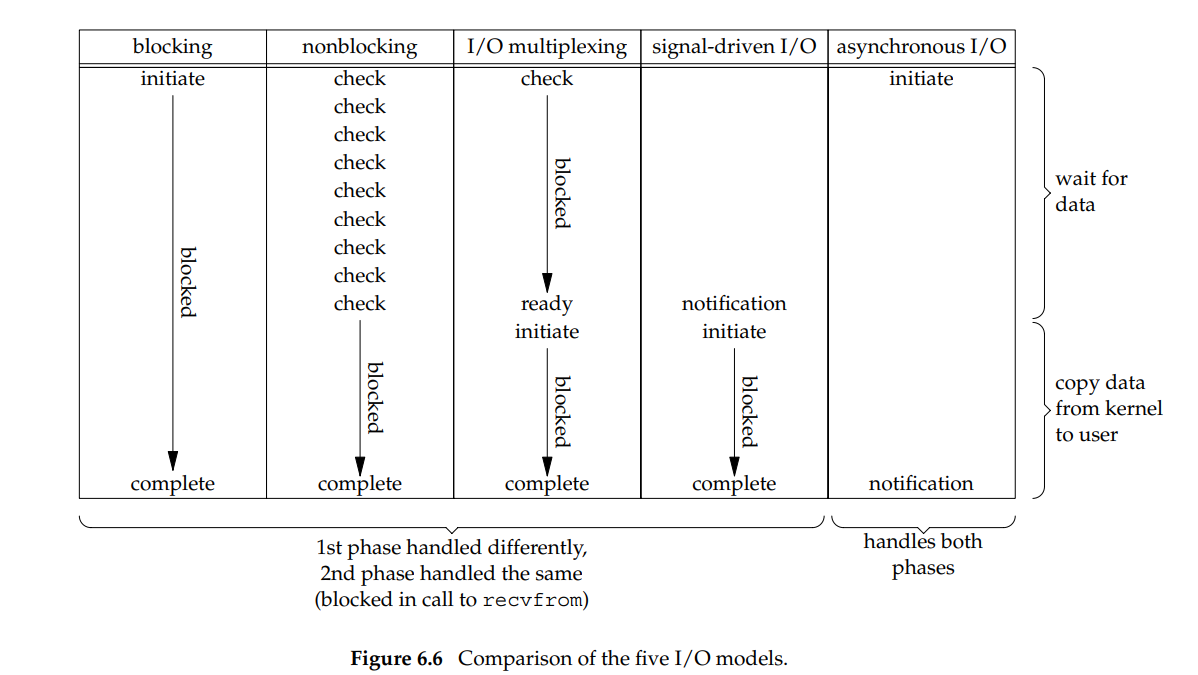 blocking nonblocking I/O multiplexing signal-driven I/O asynchronous I/O
initiate check check initiate
check
check
check
check
check
check
check
check ready notification
initiate initiate
blocked
blocked
blocked
blocked
blocked
complete complete complete complete notification
wait for
data
copy data
from kernel
to user
1st phase handled differently,
2nd phase handled the same
(blocked in call to recvfrom)
handles both
phases
Figure 6.6 Comparison of the five I/O models.